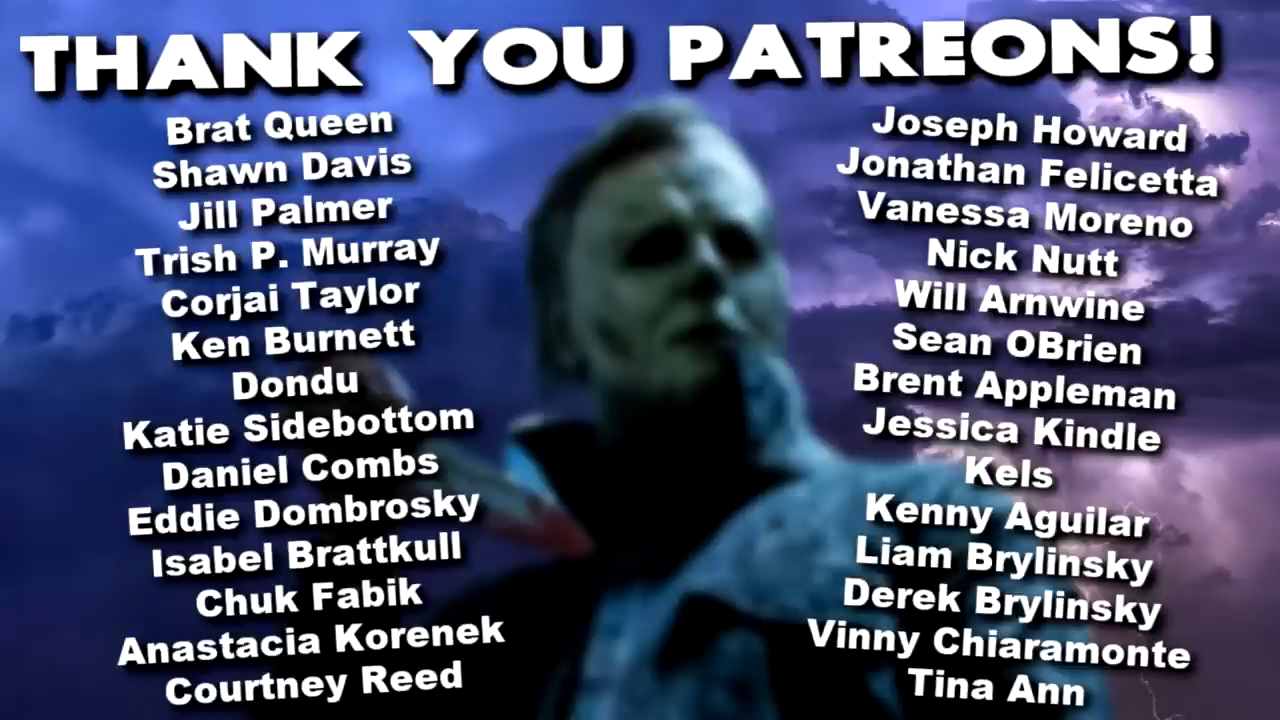 THANK YOU PATREONS!
Brat Queen
Shawn Davis
Jill Palmer
Trish P. Murray
Corjai Taylor
Ken Burnett
Dondu
Katie Sidebottom
Daniel Combs
Eddie Dombrosky
Isabel Brattkull
Chuk Fabik
Anastacia Korenek
Courtney Reed
Joseph Howard
Jonathan Felicetta
Vanessa Moreno
Nick Nutt
Will Arnwine
Sean OBrien
Brent Appleman
Jessica Kindle
Kels
Kenny Aguilar
Liam Brylinsky
Derek Brylinsky
Vinny Chiaramonte
Tina Ann